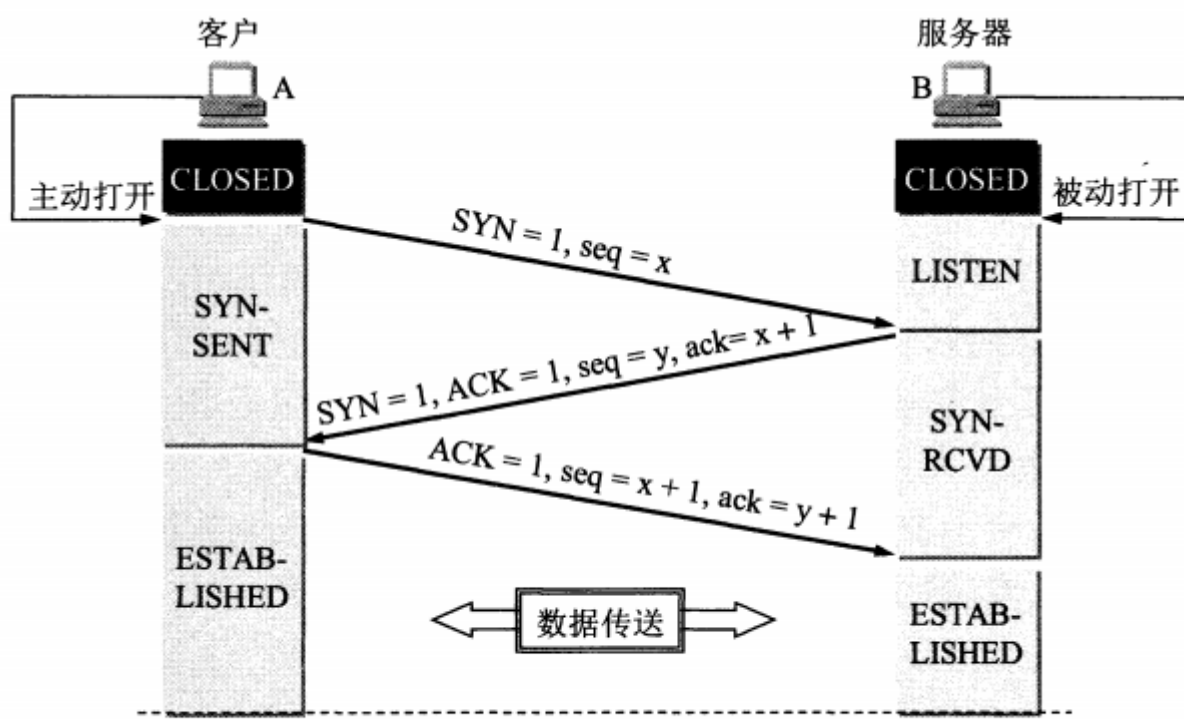 客户
服务器
A
B
CLOSED
CLOSED
主动打开
被动打开
SYN = 1, seq = x
LISTEN
SYN-
SENT
SYN = 1, ACK = 1, seq = y, ack= x + 1
SYN-
RCVD
ACK = 1, seq = x + 1, ack = y + 1
ESTAB-
LISHED
数据传送
ESTAB-
LISHED